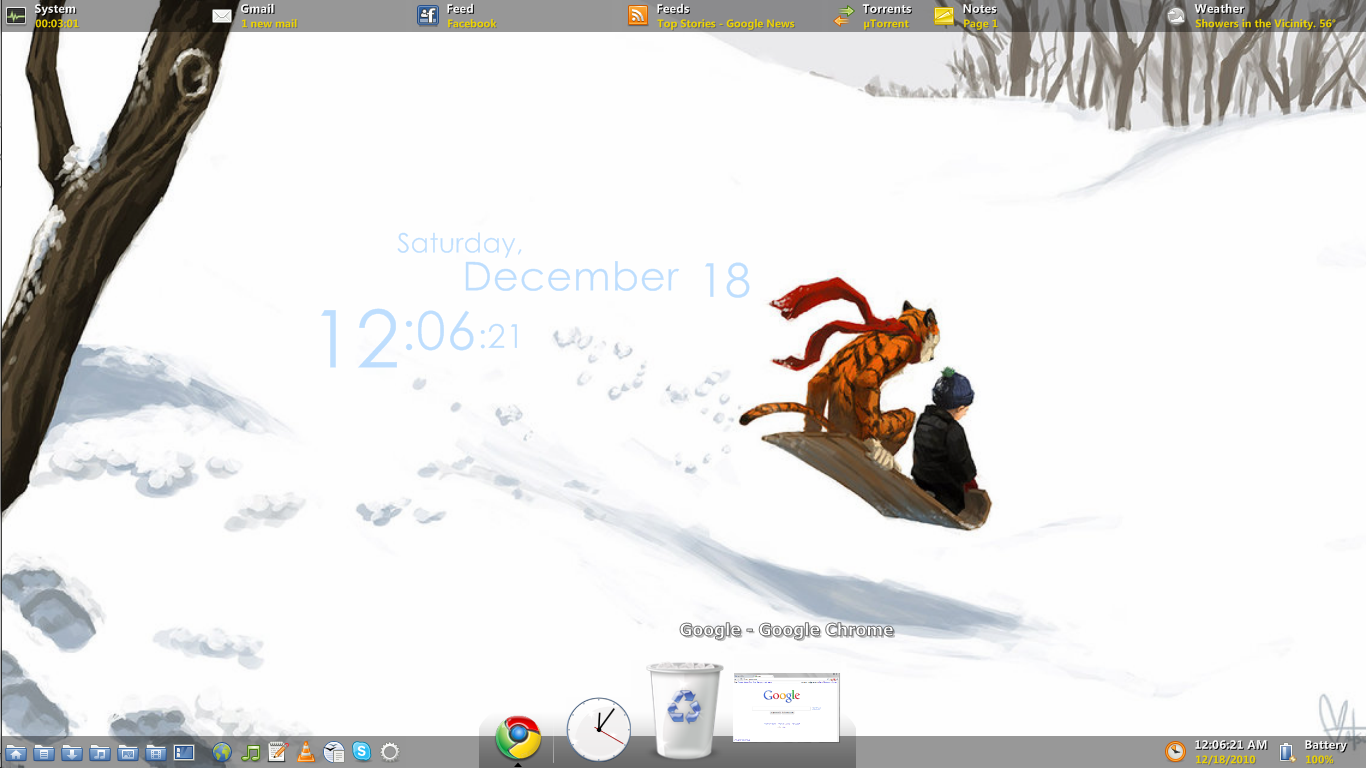 System
00:03:01
Gmail
1 new mail
Feed
Facebook
Feeds
Top Stories - Google News
Torrents
µTorrent
Notes
Page 1
Weather
Showers in the Vicinity. 56°
Saturday,
December 18
12:06:21
Google - Google Chrome
Google
12:06:21 AM
12/18/2010
Battery
100%